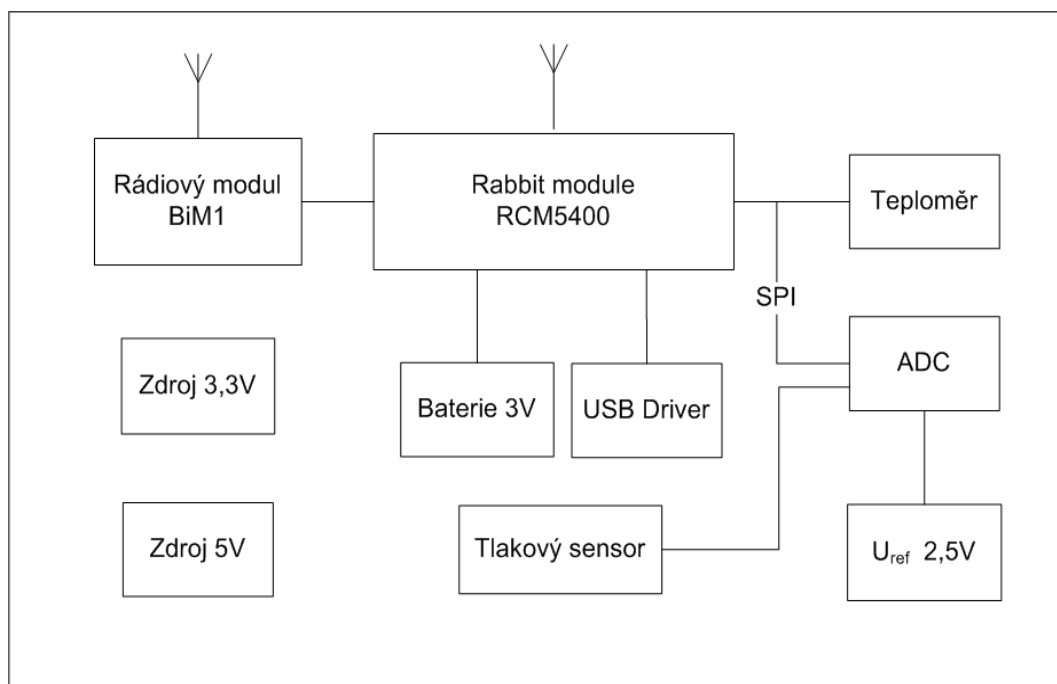 Rádiový modul
BiM1
Rabbit module
RCM5400
Teploměr
SPI
ADC
Zdroj 3,3V
Baterie 3V
USB Driver
Zdroj 5V
Tlakový sensor
Uref 2,5V